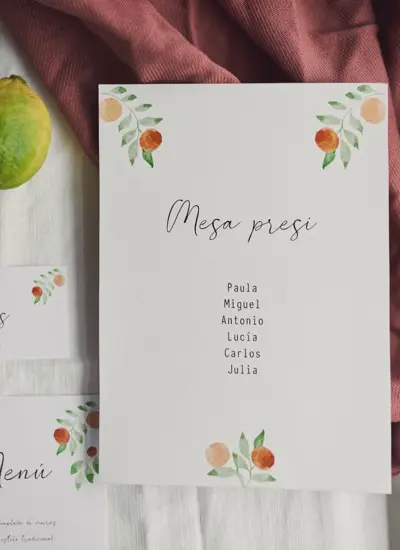 Mesa presi
Paula
Miguel
Antonio
Lucía
Carlos
Julia
Menú